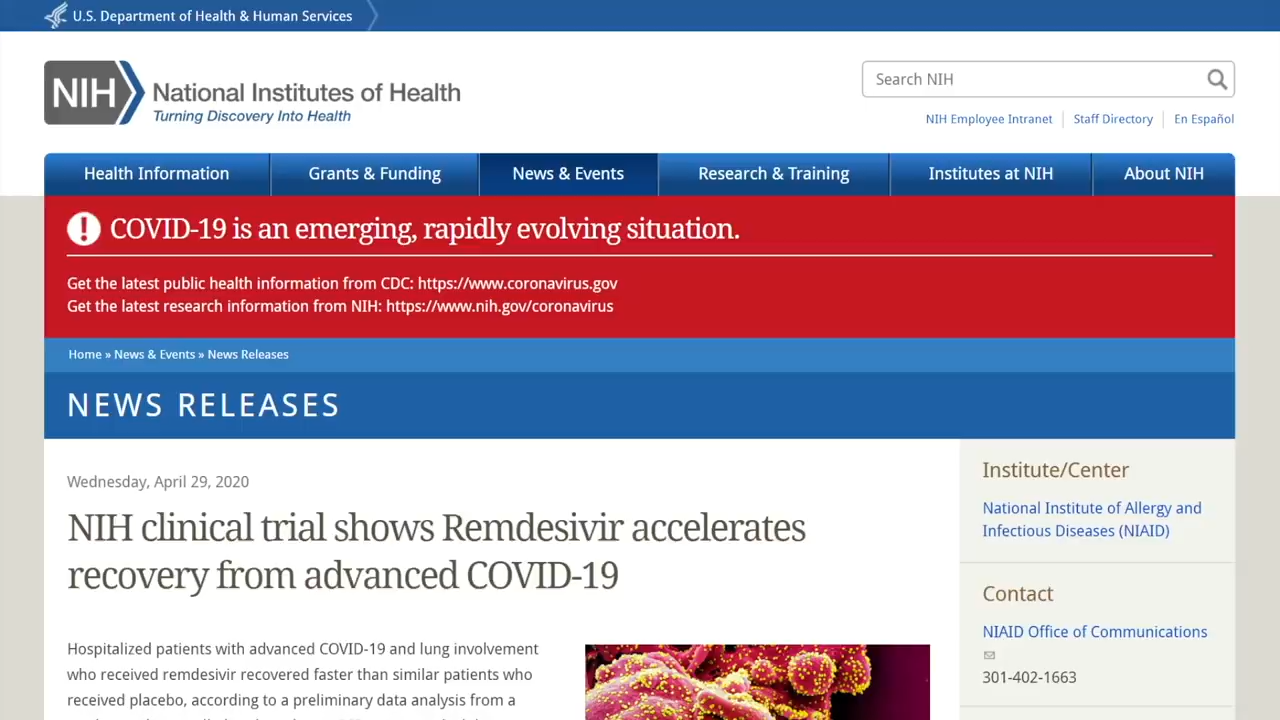 U.S. Department of Health & Human Services
NIH
National Institutes of Health
Turning Discovery Into Health
Search NIH
NIH Employee Intranet
Staff Directory
En Español
Health Information
Grants & Funding
News & Events
Research & Training
Institutes at NIH
About NIH
! COVID-19 is an emerging, rapidly evolving situation.
Get the latest public health information from CDC: https://www.coronavirus.gov
Get the latest research information from NIH: https://www.nih.gov/coronavirus
Home » News & Events » News Releases
NEWS RELEASES
Wednesday, April 29, 2020
NIH clinical trial shows Remdesivir accelerates
recovery from advanced COVID-19
Hospitalized patients with advanced COVID-19 and lung involvement
who received remdesivir recovered faster than similar patients who
received placebo, according to a preliminary data analysis from a
Institute/Center
National Institute of Allergy and
Infectious Diseases (NIAID)
Contact
NIAID Office of Communications
301-402-1663